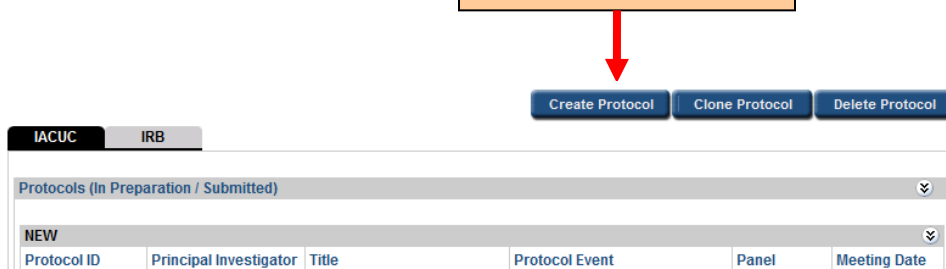 Create Protocol Clone Protocol Delete Protocol
IACUC IRB
Protocols (In Preparation / Submitted)
NEW
Protocol ID Principal Investigator Title Protocol Event Panel Meeting Date